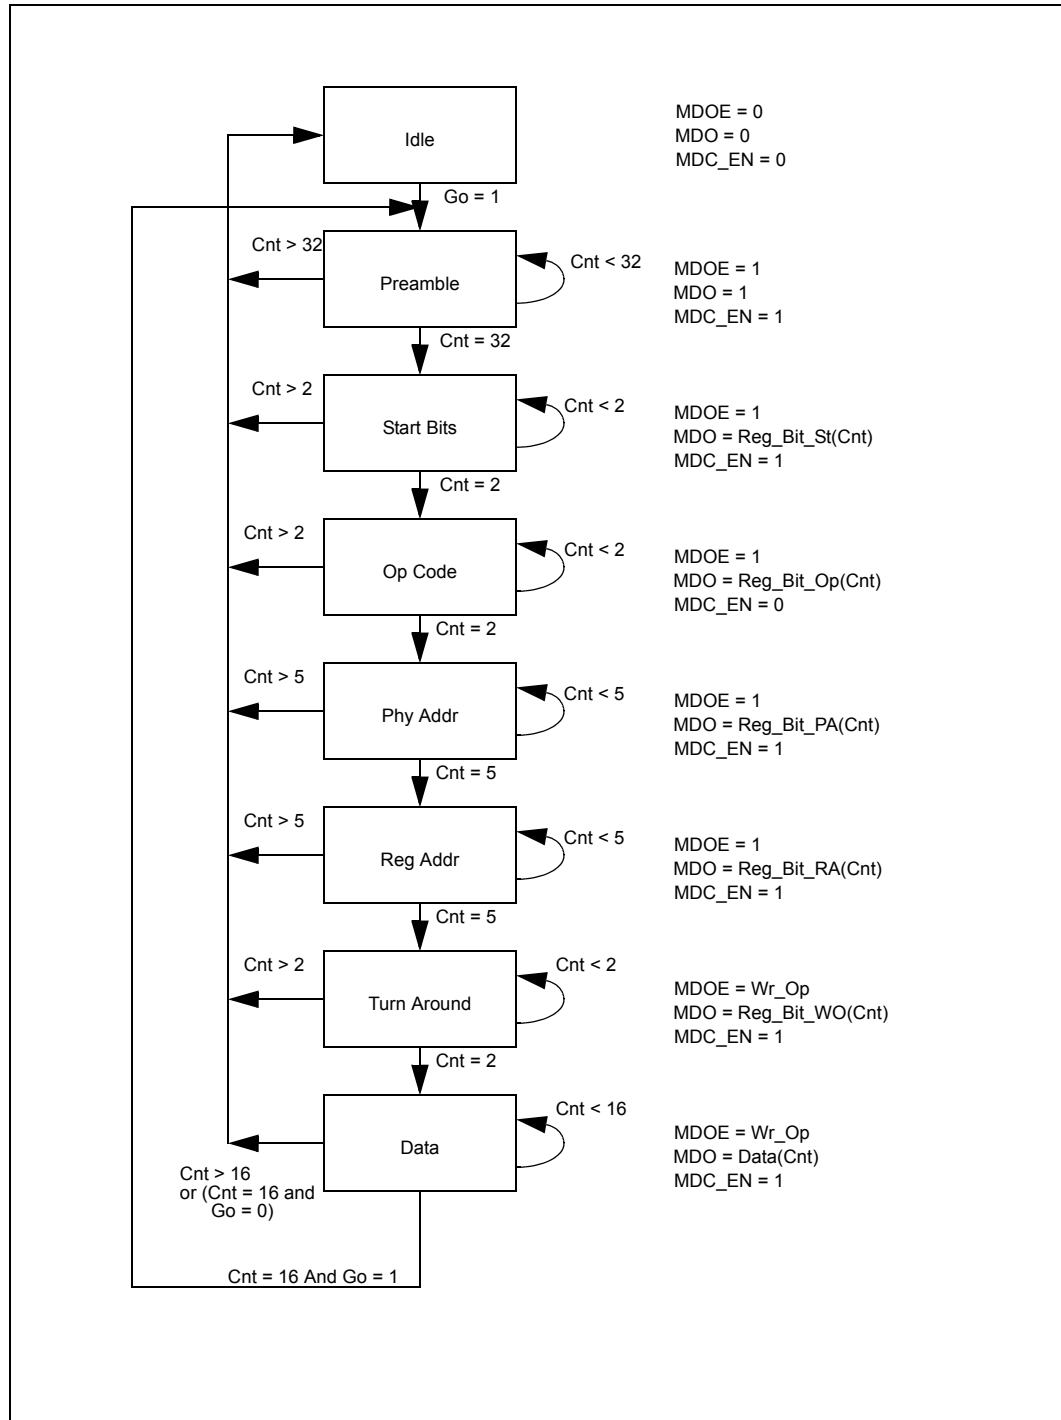 Idle
MDOE = 0
MDO = 0
MDC_EN = 0
Go = 1
Cnt > 32
Preamble
Cnt < 32
MDOE = 1
MDO = 1
MDC_EN = 1
Cnt = 32
Cnt > 2
Start Bits
Cnt < 2
MDOE = 1
MDO = Reg_Bit_St(Cnt)
MDC_EN = 1
Cnt = 2
Cnt > 2
Op Code
Cnt < 2
MDOE = 1
MDO = Reg_Bit_Op(Cnt)
MDC_EN = 0
Cnt = 2
Cnt > 5
Phy Addr
Cnt < 5
MDOE = 1
MDO = Reg_Bit_PA(Cnt)
MDC_EN = 1
Cnt = 5
Cnt > 5
Reg Addr
Cnt < 5
MDOE = 1
MDO = Reg_Bit_RA(Cnt)
MDC_EN = 1
Cnt = 5
Cnt > 2
Turn Around
Cnt < 2
MDOE = Wr_Op
MDO = Reg_Bit_WO(Cnt)
MDC_EN = 1
Cnt = 2
Data
Cnt < 16
MDOE = Wr_Op
MDO = Data(Cnt)
MDC_EN = 1
Cnt > 16
or (Cnt = 16 and
Go = 0)
Cnt = 16 And Go = 1